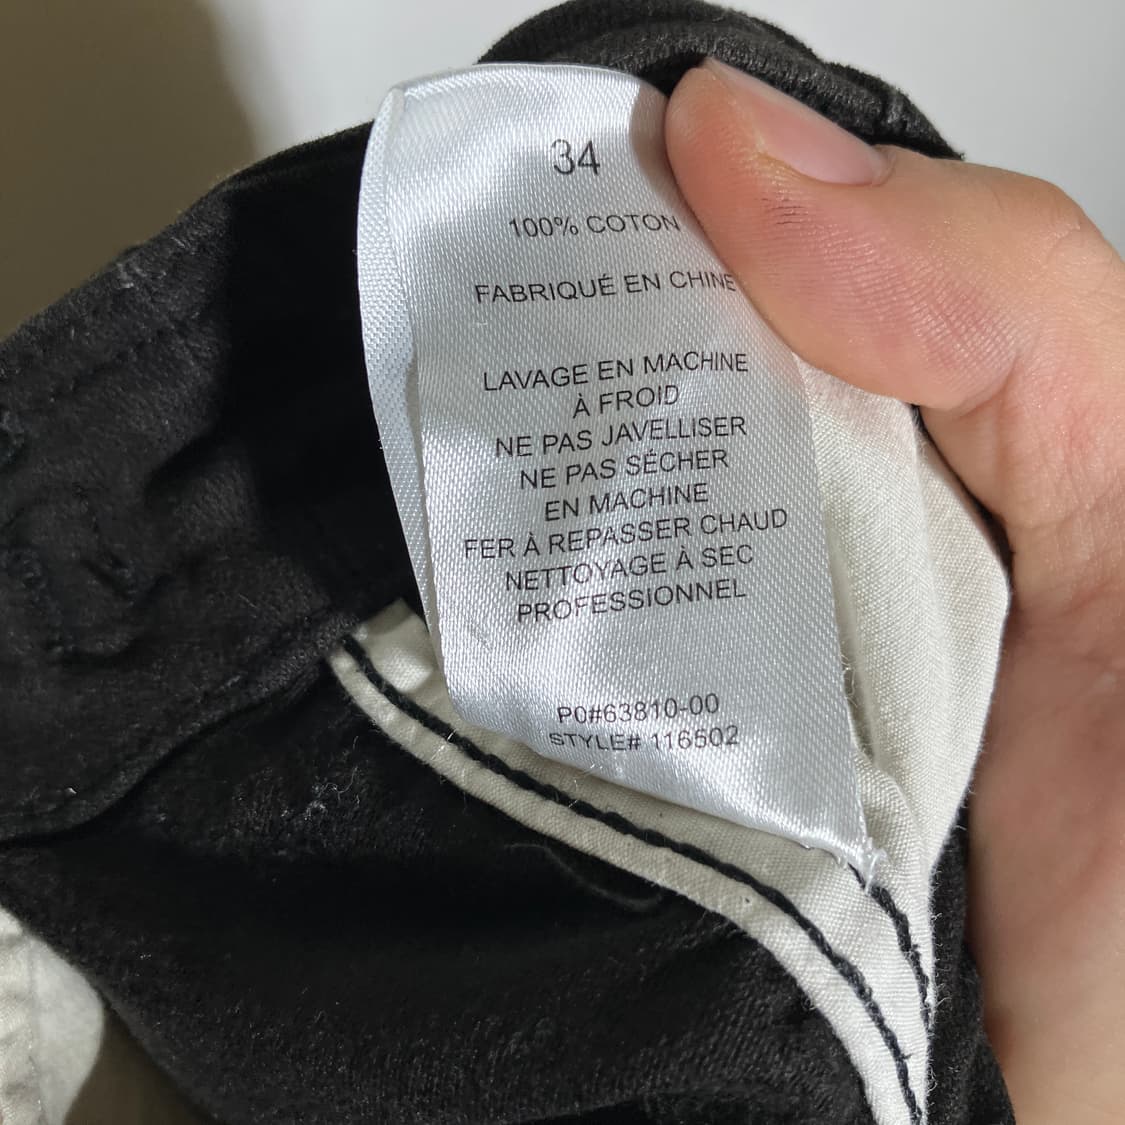 34
100% COTON
FABRIQUÉ EN CHINE
LAVAGE EN MACHINE
À FROID
NE PAS JAVELLISER
NE PAS SÉCHER
EN MACHINE
FER À REPASSER CHAUD
NETTOYAGE À SEC
PROFESSIONNEL
PO#63810-00
STYLE# 116502